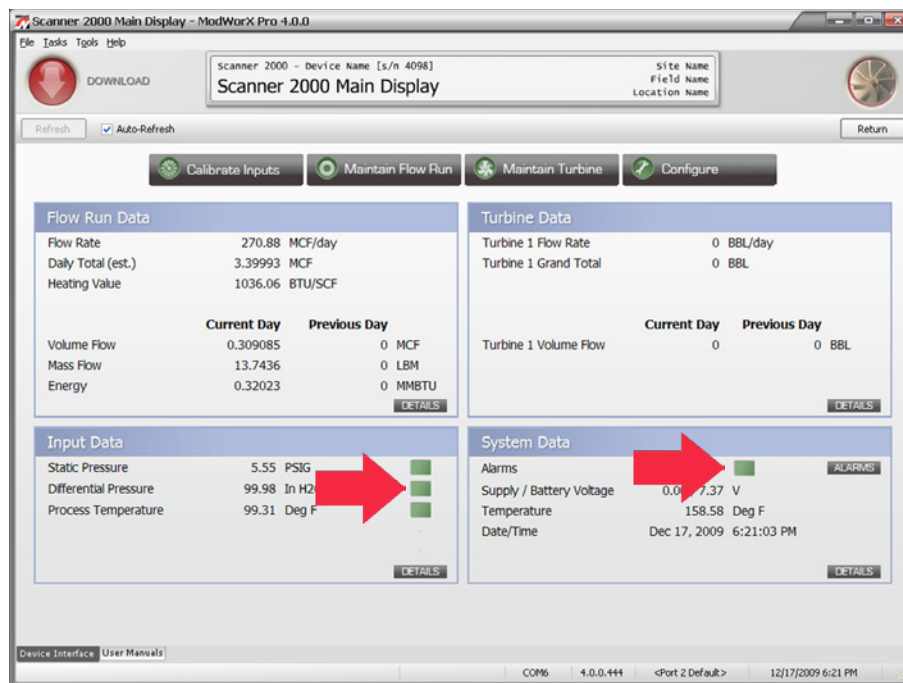 Scanner 2000 Main Display - ModWorX Pro 4.0.0
File Tasks Tools Help
DOWNLOAD
Scanner 2000 - Device Name [s/n 4098]
Scanner 2000 Main Display
Site Name
Field Name
Location Name
Refresh Auto-Refresh Return
Calibrate Inputs Maintain Flow Run Maintain Turbine Configure
Flow Run Data
Flow Rate 270.88 MCF/day
Daily Total (est.) 3.39993 MCF
Heating Value 1036.06 BTU/SCF
Current Day Previous Day
Volume Flow 0.309085 0 MCF
Mass Flow 13.7436 0 LBM
Energy 0.32023 0 MMBTU
DETAILS
Turbine Data
Turbine 1 Flow Rate 0 BBL/day
Turbine 1 Grand Total 0 BBL
Current Day Previous Day
Turbine 1 Volume Flow 0 0 BBL
DETAILS
Input Data
Static Pressure 5.55 PSIG
Differential Pressure 99.98 In
Process Temperature 99.31 Deg F
DETAILS
System Data
Alarms ALARMS
Supply / Battery Voltage 7.37 V
Temperature 158.58 Deg F
Date/Time Dec 17, 2009 6:21:03 PM
DETAILS
Device Interface User Manuals
COM6 4.0.0.444 <Port 2 Default> 12/17/2009 6:21 PM